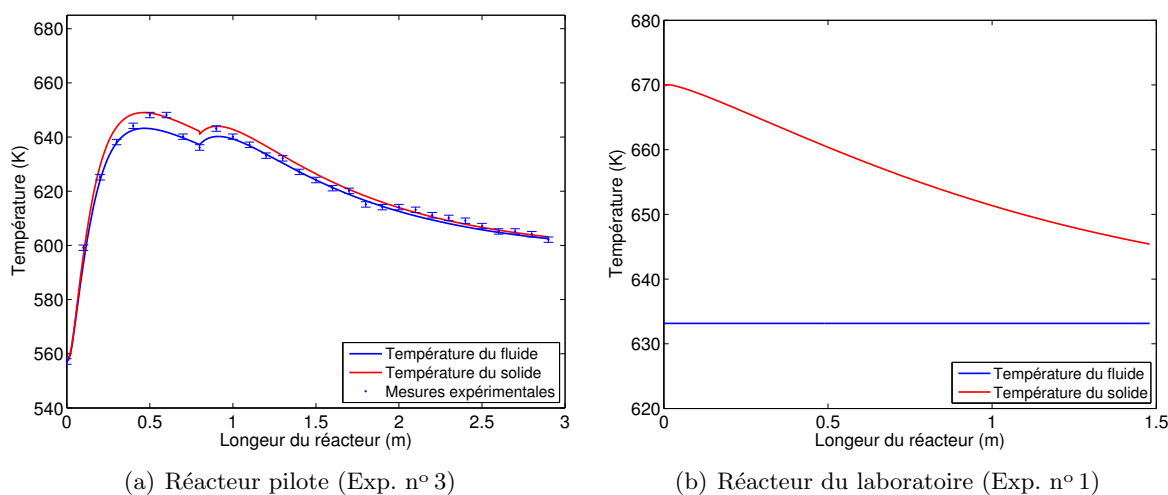 680
660
640
620
600
580
560
540
0
0.5
1
1.5
2
2.5
3
Température (K)
Longeur du réacteur (m)
Température du fluide
Température du solide
Mesures expérimentales
(a) Réacteur pilote (Exp. nº 3)
680
670
660
650
640
630
620
0
0.5
1
1.5
Température (K)
Longeur du réacteur (m)
Température du fluide
Température du solide
(b) Réacteur du laboratoire (Exp. nº 1)